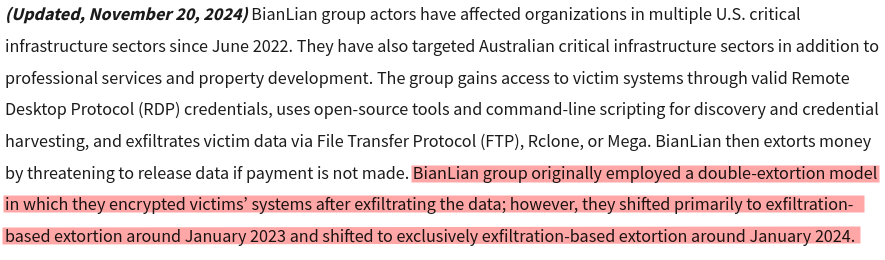 (Updated, November 20, 2024) BianLian group actors have affected organizations in multiple U.S. critical
infrastructure sectors since June 2022. They have also targeted Australian critical infrastructure sectors in addition to
professional services and property development. The group gains access to victim systems through valid Remote
Desktop Protocol (RDP) credentials, uses open-source tools and command-line scripting for discovery and credential
harvesting, and exfiltrates victim data via File Transfer Protocol (FTP), Rclone, or Mega. BianLian then extorts money
by threatening to release data if payment is not made. BianLian group originally employed a double-extortion model
in which they encrypted victims’ systems after exfiltrating the data; however, they shifted primarily to exfiltration-
based extortion around January 2023 and shifted to exclusively exfiltration-based extortion around January 2024.